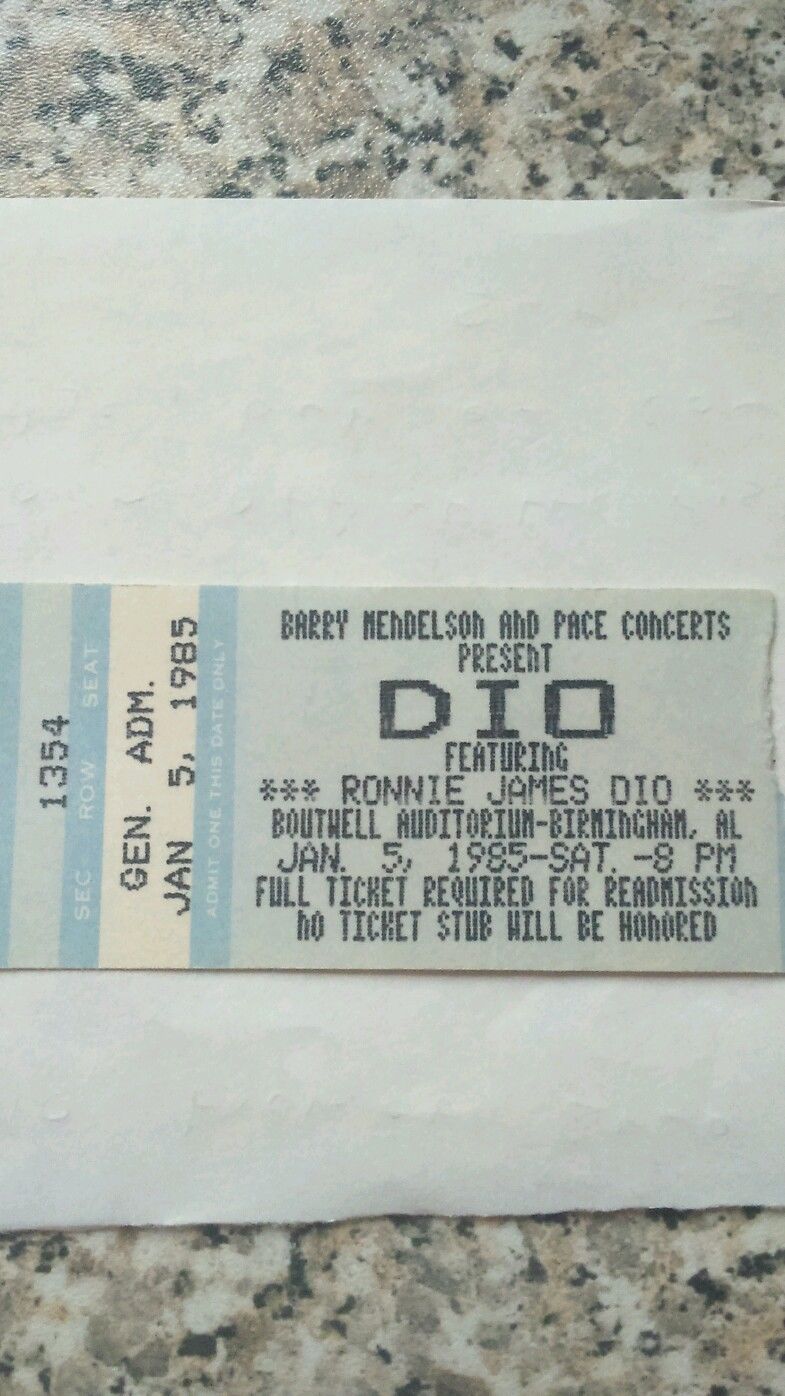 1354
SEC ROW SEAT
GEN. ADM.
JAN 5, 1985
ADMIT ONE THIS DATE ONLY
BARRY MENDELSON AND PACE CONCERTS
PRESENT
DIO
FEATURING
*** RONNIE JAMES DIO ***
BOUTWELL AUDITORIUM-BIRMINGHAM, AL
JAN. 5, 1985-SAT. -8 PM
FULL TICKET REQUIRED FOR READMISSION
NO TICKET STUB WILL BE HONORED